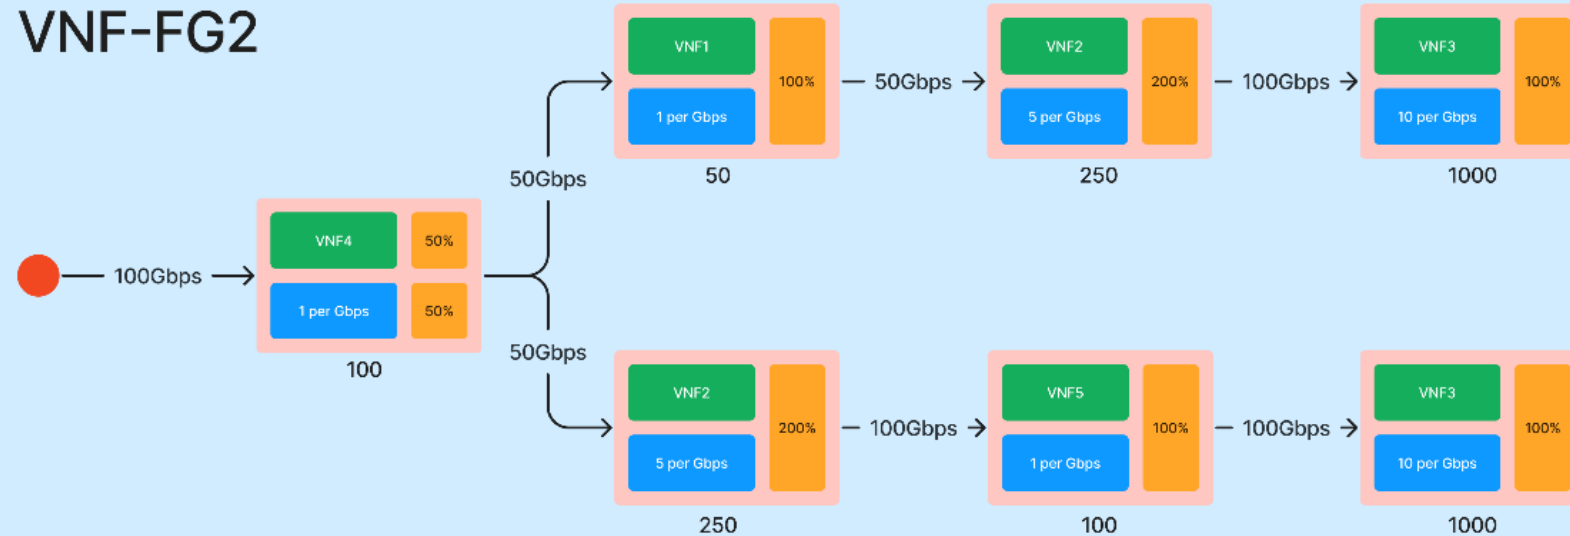 VNF-FG2
100Gbps
VNF4
50%
1 per Gbps
50%
100
50Gbps
50Gbps
VNF1
100%
1 per Gbps
50
50Gbps
VNF2
200%
5 per Gbps
250
100Gbps
VNF3
100%
10 per Gbps
1000
VNF2
200%
5 per Gbps
250
100Gbps
VNF5
100%
1 per Gbps
100
100Gbps
VNF3
100%
10 per Gbps
1000